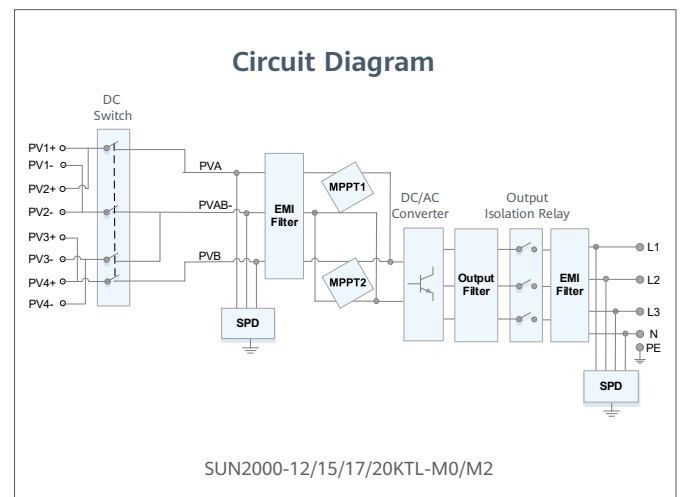 Circuit Diagram
DC
Switch
PV1+
PV1-
PV2+
PV2-
PV3+
PV3-
PV4+
PV4-
PVA
PVAB-
PVB
EMI
Filter
SPD
MPPT1
MPPT2
DC/AC
Converter
Output
Filter
Output
Isolation Relay
EMI
Filter
L1
L2
L3
N
PE
SPD
SUN2000-12/15/17/20KTL-M0/M2